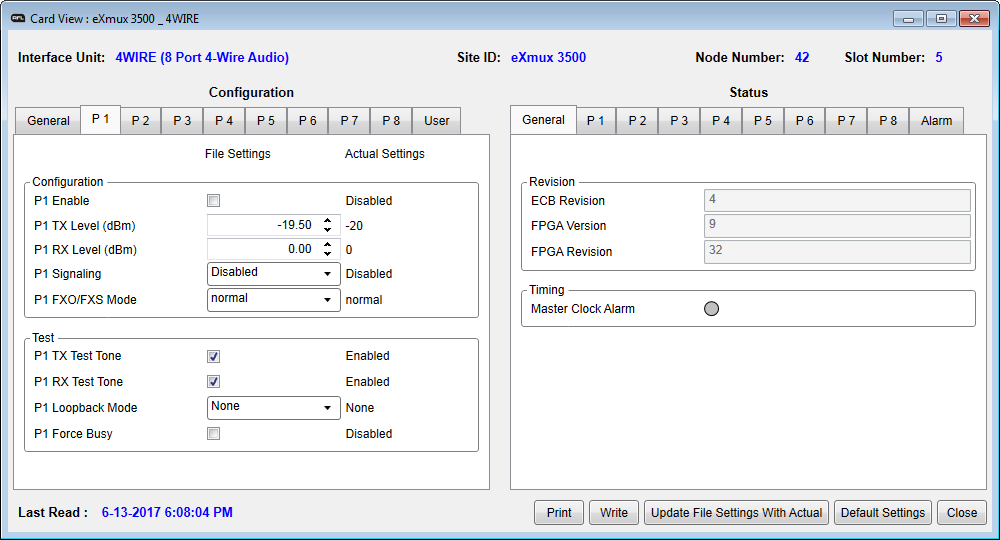 AFL Card View : eXmux 3500 _ 4WIRE
Interface Unit: 4WIRE (8 Port 4-Wire Audio) Site ID: eXmux 3500 Node Number: 42 Slot Number: 5
Configuration
General P 1 P 2 P 3 P 4 P 5 P 6 P 7 P 8 User
File Settings Actual Settings
Configuration
P1 Enable Disabled
P1 TX Level (dBm) -19.50 -20
P1 RX Level (dBm) 0.00 0
P1 Signaling Disabled Disabled
P1 FXO/FXS Mode normal normal
Test
P1 TX Test Tone Enabled
P1 RX Test Tone Enabled
P1 Loopback Mode None None
P1 Force Busy Disabled
Status
General P 1 P 2 P 3 P 4 P 5 P 6 P 7 P 8 Alarm
Revision
ECB Revision 4
FPGA Version 9
FPGA Revision 32
Timing
Master Clock Alarm
Last Read : 6-13-2017 6:08:04 PM Print Write Update File Settings With Actual Default Settings Close